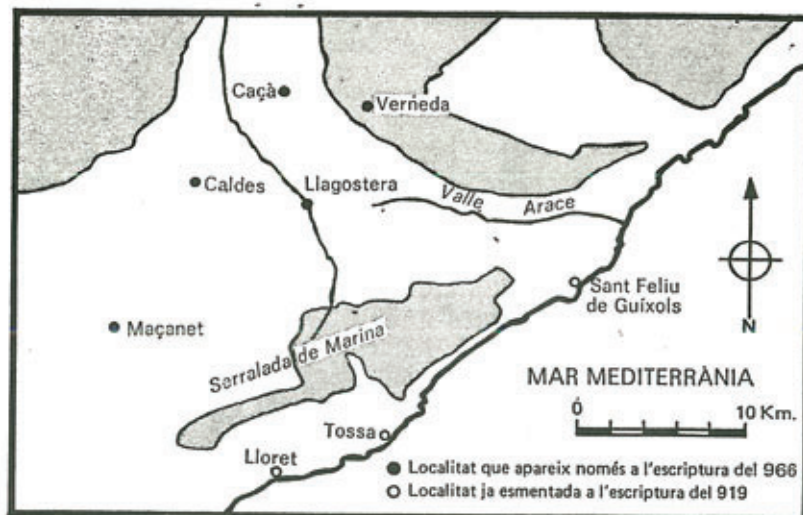 Caçà
Verneda
Caldes
Llagostera
Valle Arace
Sant Feliu
de Guíxols
Maçanet
Serralada de Marina
N
MAR MEDITERRÀNIA
0 10 Km.
Tossa
Lloret
Localitat que apareix només a l'escriptura del 966
Localitat ja esmentada a l'escriptura del 919